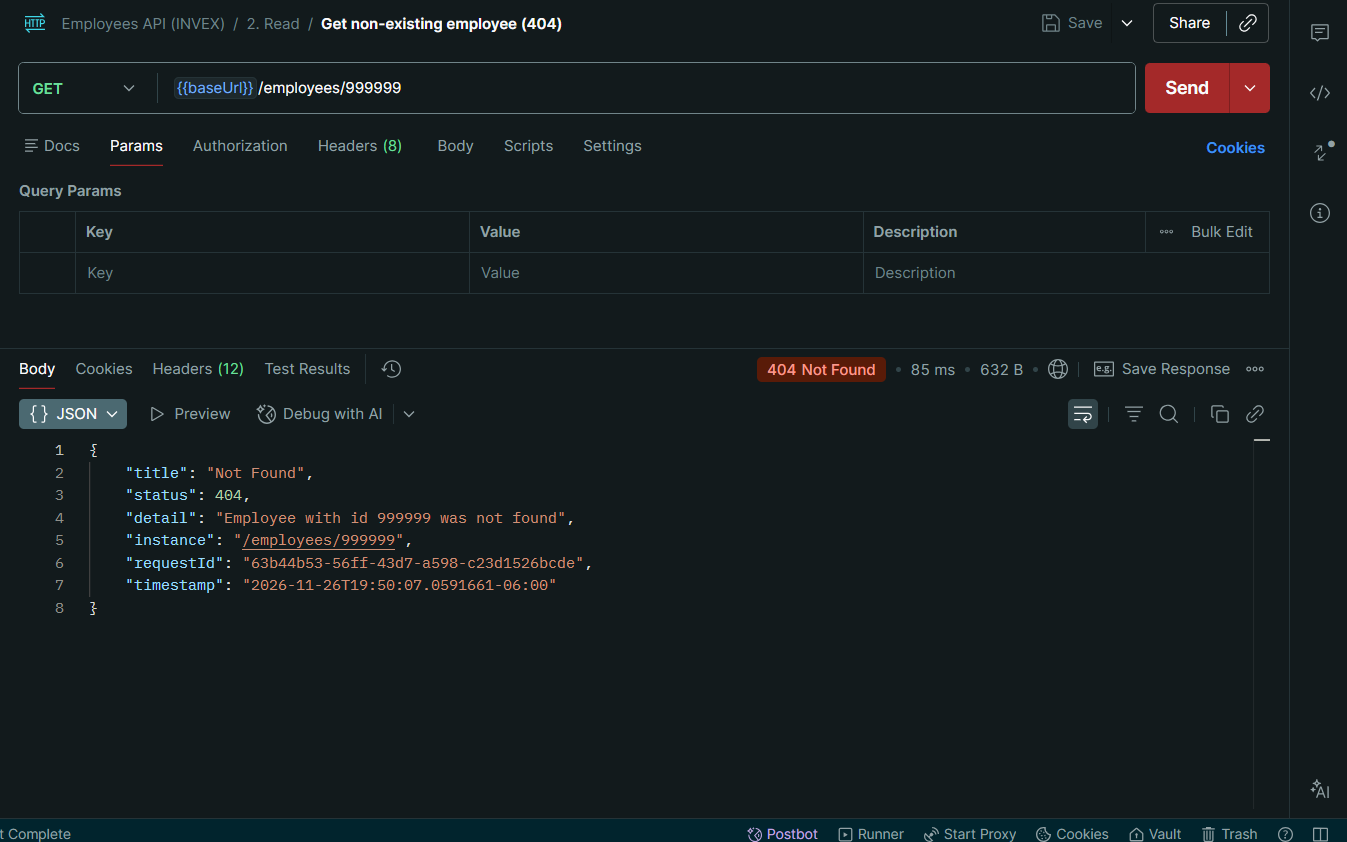 HTTP Employees API (INVEX) / 2. Read / Get non-existing employee (404) Save Share
GET {{baseUrl}}/employees/999999 Send
Docs Params Authorization Headers (8) Body Scripts Settings Cookies
Query Params
Key Value Description Bulk Edit
Key Value Description
Body Cookies Headers (12) Test Results 404 Not Found 85 ms 632 B e.g. Save Response
{ } JSON Preview Debug with AI
1 {
2 "title": "Not Found",
3 "status": 404,
4 "detail": "Employee with id 999999 was not found",
5 "instance": "/employees/999999",
6 "requestId": "63b44b53-56ff-43d7-a598-c23d1526bcde",
7 "timestamp": "2026-11-26T19:50:07.0591661-06:00"
8 }
AI
t Complete Postbot Runner Start Proxy Cookies Vault Trash